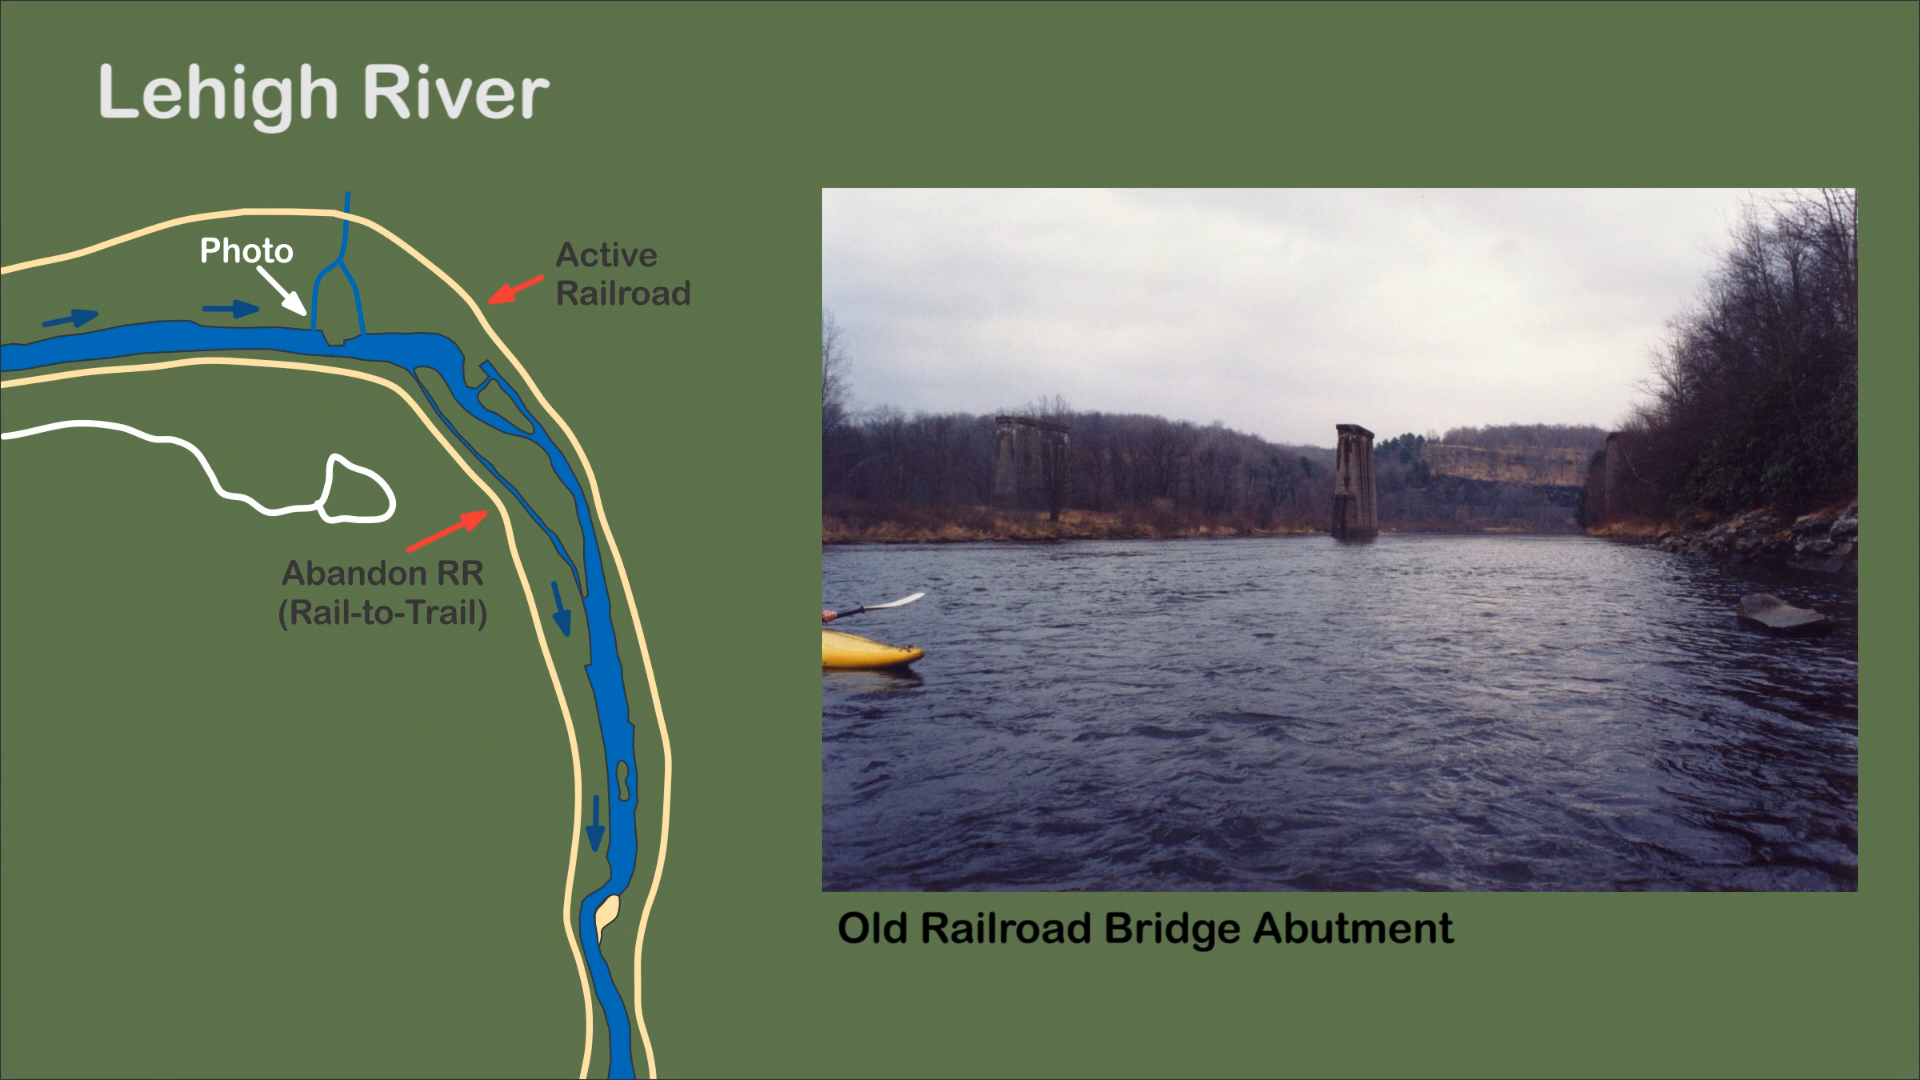 Lehigh River
Photo
Active
Railroad
Abandon RR
(Rail-to-Trail)
Old Railroad Bridge Abutment